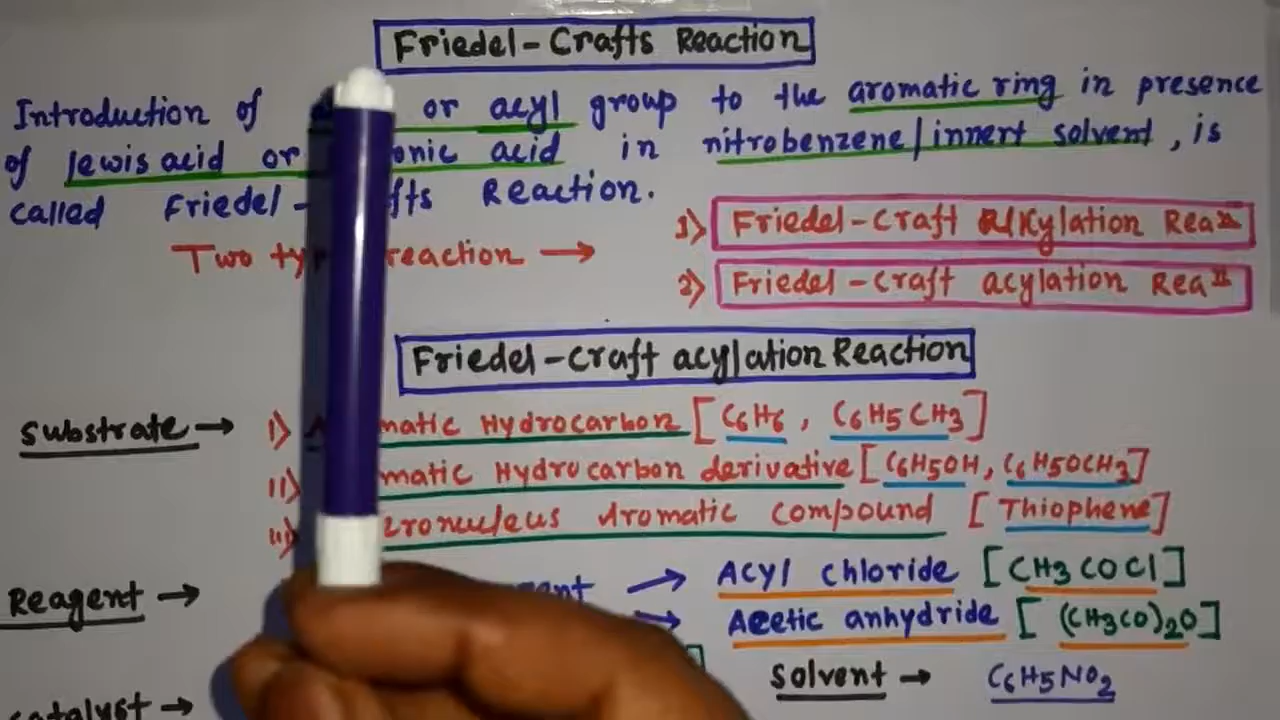 Friedel-Crafts Reaction
Introduction of or acyl group to the aromatic ring in presence
of lewis acid or onic acid in nitrobenzene/innert solvent, is
called Friedel- fts Reaction.
Two ty reaction →
1) Friedel-Craft Alkylation Reaⁿ
2) Friedel-Craft acylation Reaⁿ
Friedel-Craft acylation Reaction
Substrate → 1) matic Hydrocarbon [C6H6, C6H5CH3]
11) matic Hydrocarbon derivative [C6H5OH, C6H5OCH3]
eronucleus Aromatic compound [Thiophene]
Reagent → → Acyl chloride [CH3COCl]
→ Acetic anhydride [(CH3CO)2O]
Solvent → C6H5NO2
catalyst →